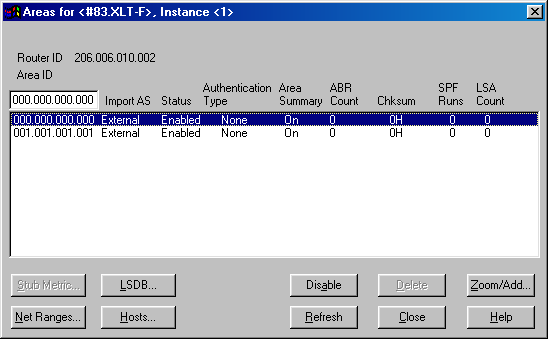 Areas for <#83.XLT-F>, Instance <1>
Router ID 206.006.010.002
Area ID
000.000.000.000 Import AS Status Authentication Type Area Summary ABR Count Chksum SPF Runs LSA Count
000.000.000.000 External Enabled None On 0 0H 0 0
001.001.001.001 External Enabled None On 0 0H 0 0
Stub Metric... LSDB... Disable Delete Zoom/Add...
Net Ranges... Hosts... Refresh Close Help